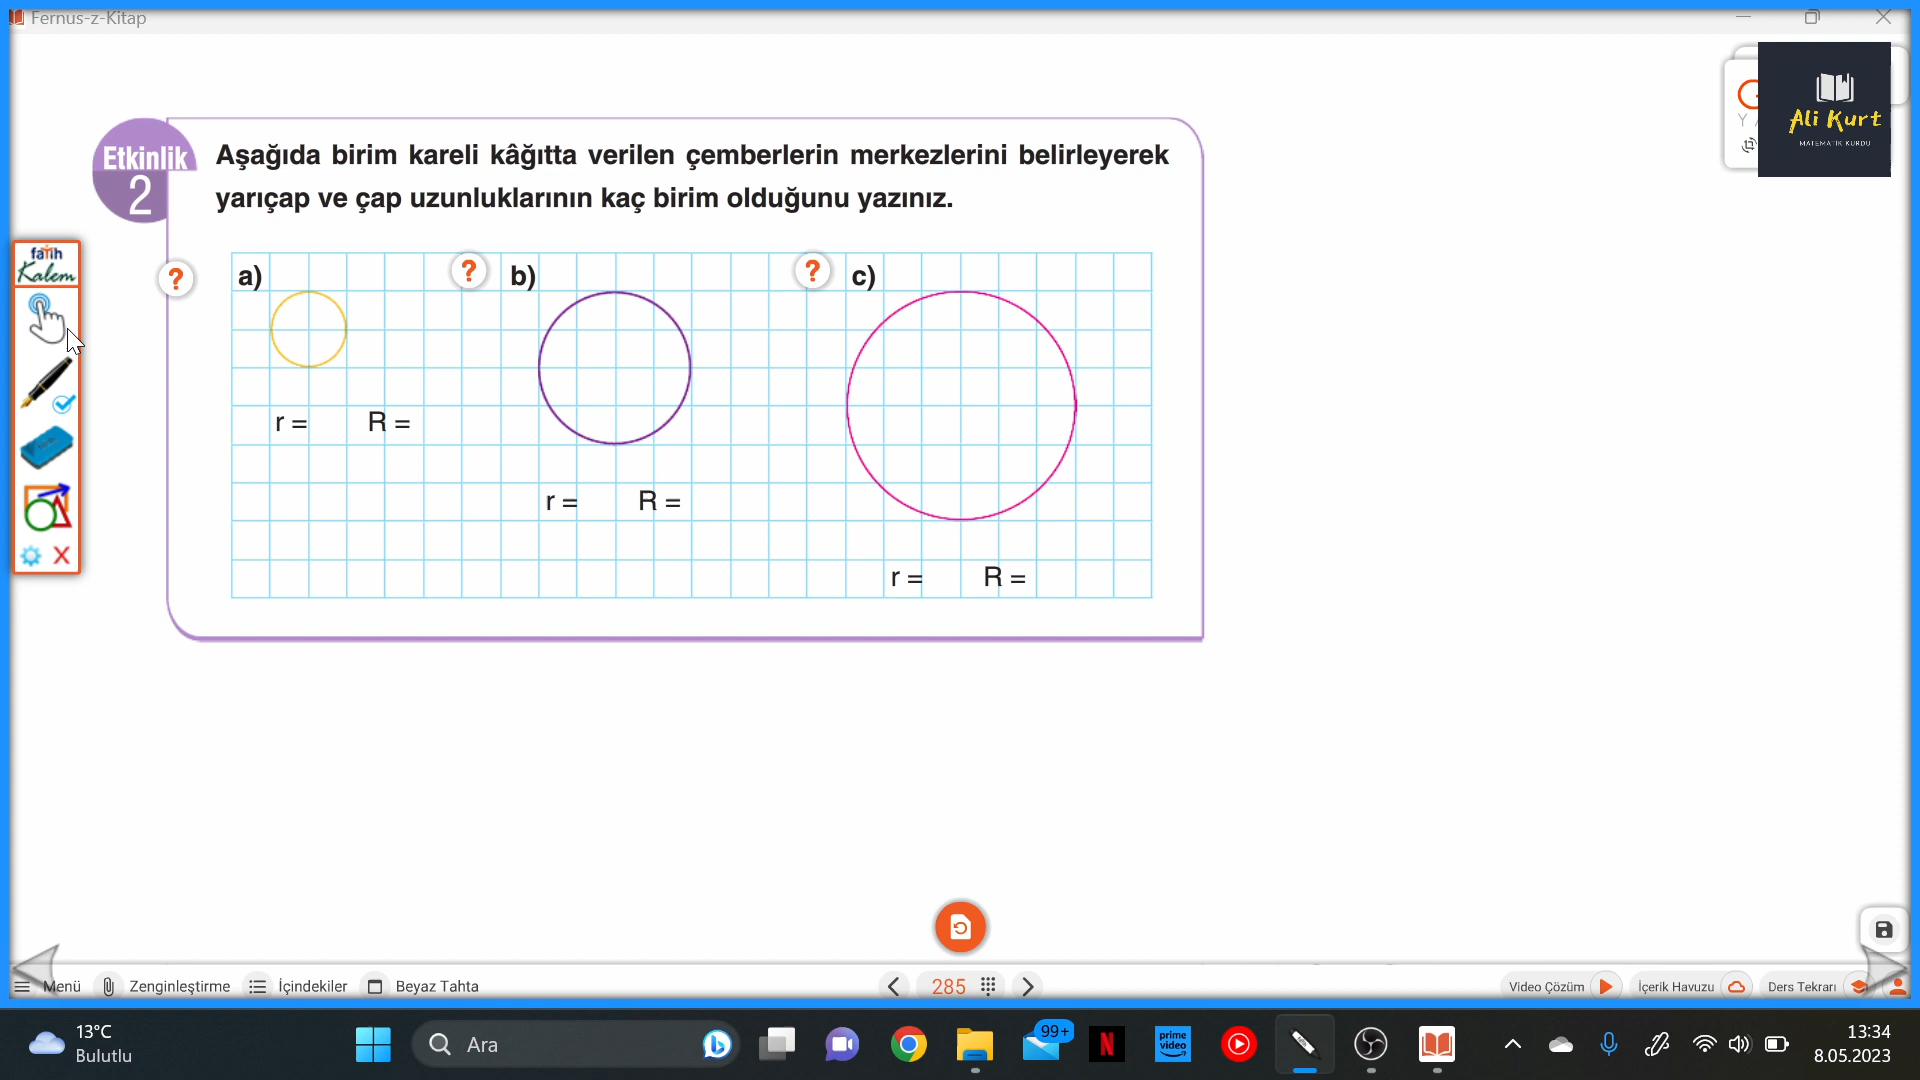 Fernus-z-Kitap
Ali Kurt
MATEMATİK KURDU
Etkinlik
2
Aşağıda birim kareli kâğıtta verilen çemberlerin merkezlerini belirleyerek
yarıçap ve çap uzunluklarının kaç birim olduğunu yazınız.
fatih
Kalem
? a) ? b) ? c)
r = R =
r = R =
r = R =
Menü Zenginleştirme İçindekiler Beyaz Tahta 285 Video Çözüm İçerik Havuzu Ders Tekrarı
13°C
Bulutlu
Ara
99+
N
prime
video
13:34
8.05.2023